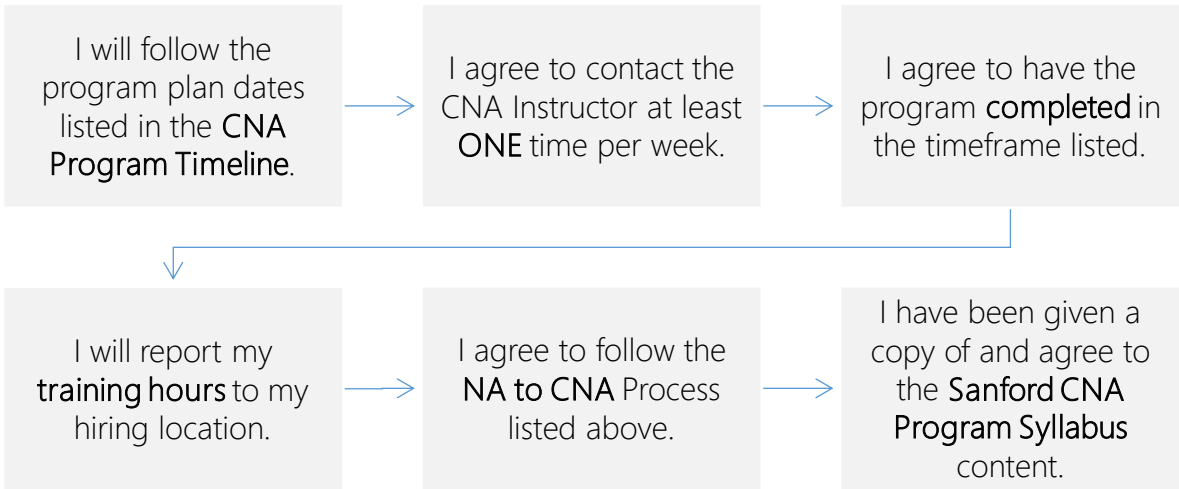 I will follow the
program plan dates
listed in the CNA
Program Timeline.
I agree to contact the
CNA Instructor at least
ONE time per week.
I agree to have the
program completed in
the timeframe listed.
I will report my
training hours to my
hiring location.
I agree to follow the
NA to CNA Process
listed above.
I have been given a
copy of and agree to
the Sanford CNA
Program Syllabus
content.